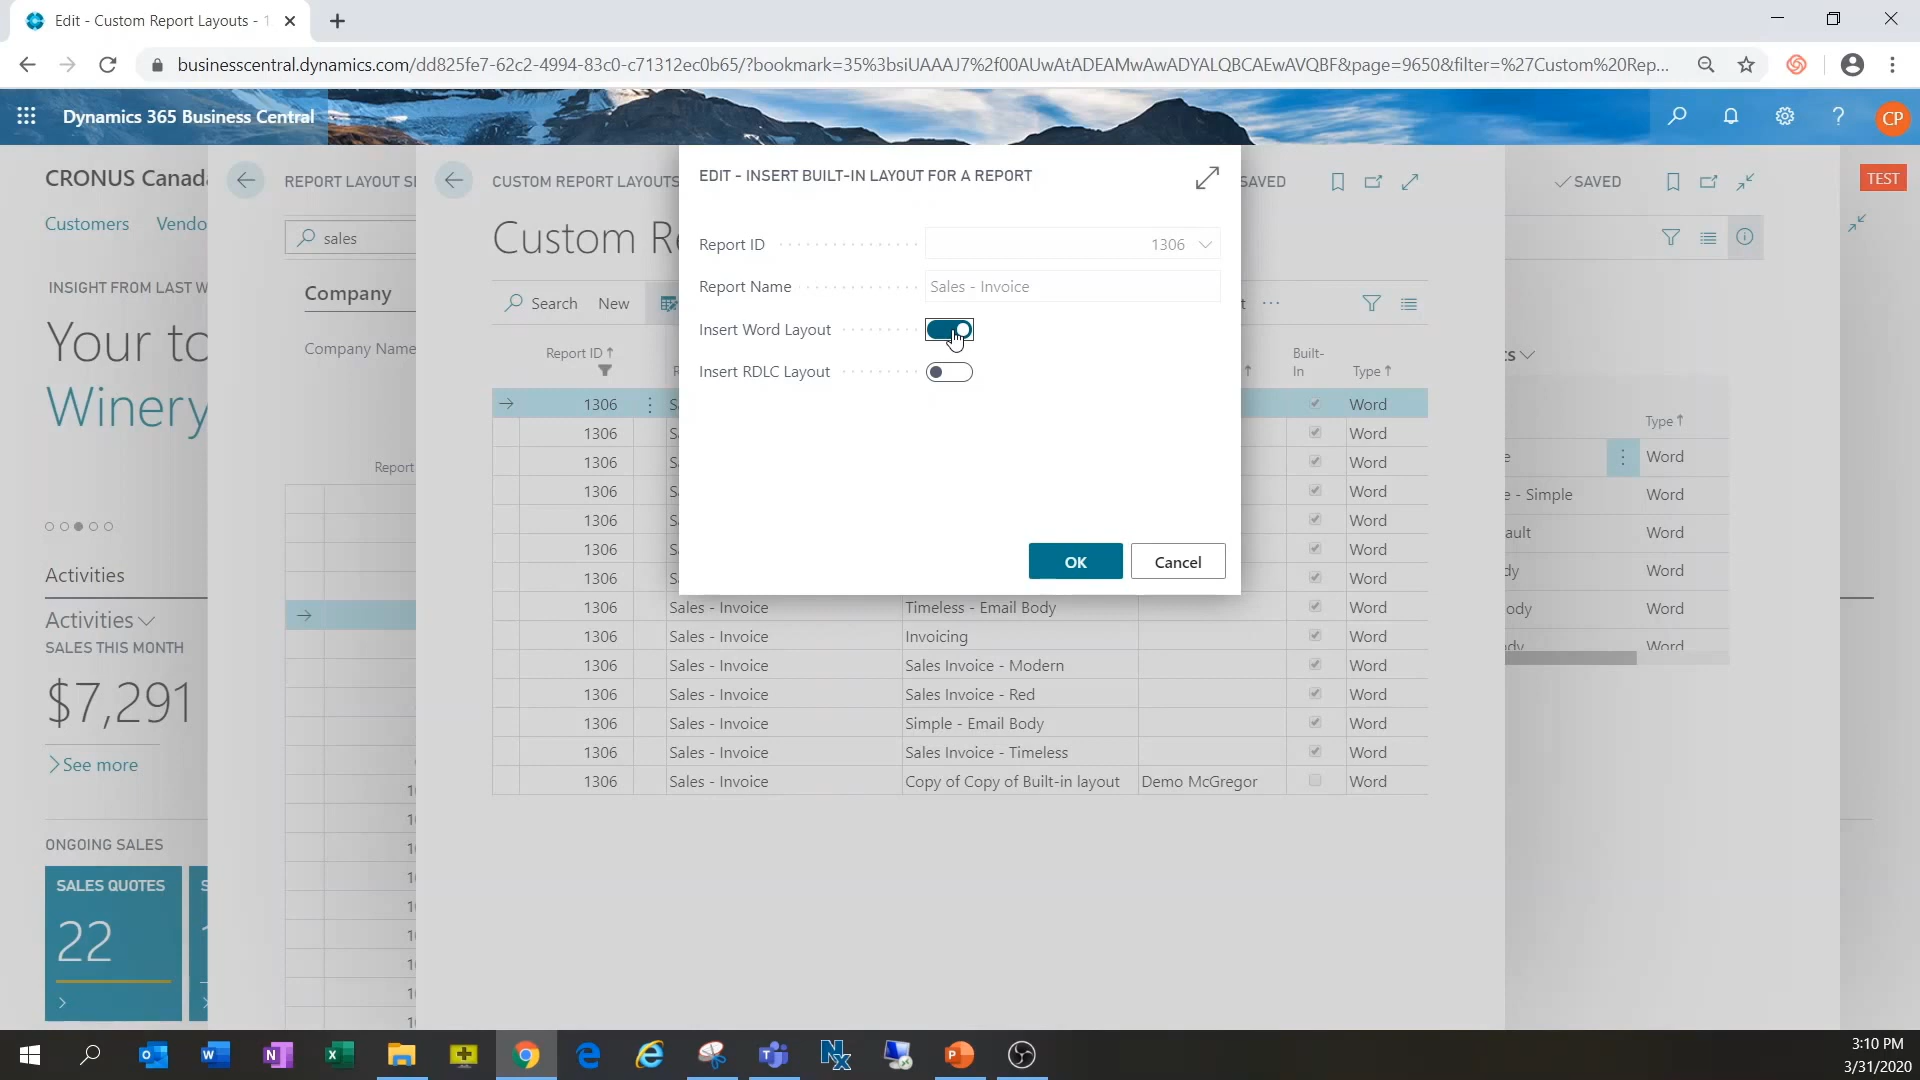 Edit - Custom Report Layouts - 1
businesscentral.dynamics.com/dd825fe7-62c2-4994-83c0-c71312ec0b65/?bookmark=35%3bsiUAAAJ7%2f00AUwAtADEAMwAwADYALQBCAEwAVQBF&page=9650&filter=%27Custom%20Rep...
Dynamics 365 Business Central
CP
CRONUS Canada
REPORT LAYOUT SE
CUSTOM REPORT LAYOUTS
EDIT - INSERT BUILT-IN LAYOUT FOR A REPORT
SAVED
SAVED
TEST
Customers Vendo
sales
Custom Re
Report ID 1306
Report Name Sales - Invoice
Insert Word Layout
Insert RDLC Layout
OK Cancel
INSIGHT FROM LAST W
Your to
Winery
Company
Company Name
Report
Search New
Report ID
Built-In
Type
1306 Word
1306 Word
1306 Word
1306 Word
1306 Word
1306 Word
1306 Word
1306 Sales - Invoice Timeless - Email Body Word
1306 Sales - Invoice Invoicing Word
1306 Sales - Invoice Sales Invoice - Modern Word
1306 Sales - Invoice Sales Invoice - Red Word
1306 Sales - Invoice Simple - Email Body Word
1306 Sales - Invoice Sales Invoice - Timeless Word
1306 Sales - Invoice Copy of Copy of Built-in layout Demo McGregor Word
Type
e Word
e - Simple Word
ault Word
dy Word
ody Word
dy Word
Activities
Activities
SALES THIS MONTH
$7,291
See more
ONGOING SALES
SALES QUOTES
22
3:10 PM
3/31/2020